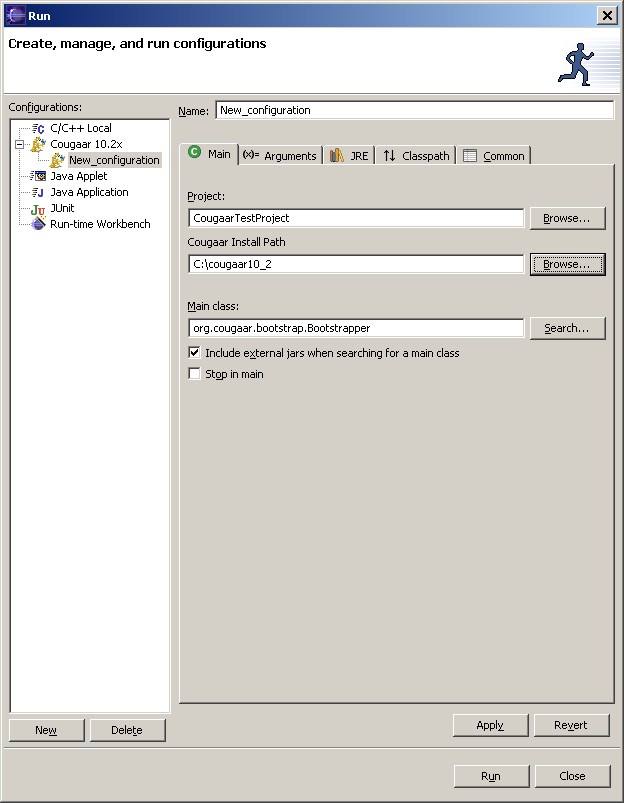 Run
Create, manage, and run configurations
Configurations:
C/C++ Local
Cougaar 10.2x
New_configuration
Java Applet
Java Application
JUnit
Run-time Workbench
New
Delete
Name: New_configuration
Main
(x)= Arguments
JRE
Classpath
Common
Project:
CougaarTestProject
Browse...
Cougaar Install Path
C:\cougaar10_2
Browse...
Main class:
org.cougaar.bootstrap.Bootstrapper
Search...
Include external jars when searching for a main class
Stop in main
Apply
Revert
Run
Close